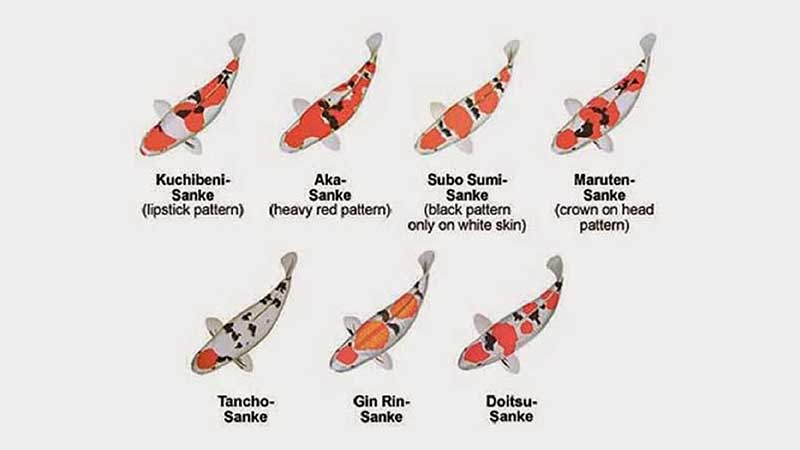 Kuchibeni-
Sanke
(lipstick pattern)
Aka-
Sanke
(heavy red pattern)
Subo Sumi-
Sanke
(black pattern
only on white skin)
Maruten-
Sanke
(crown on head
pattern)
Tancho-
Sanke
Gin Rin-
Sanke
Doitsu-
Sanke